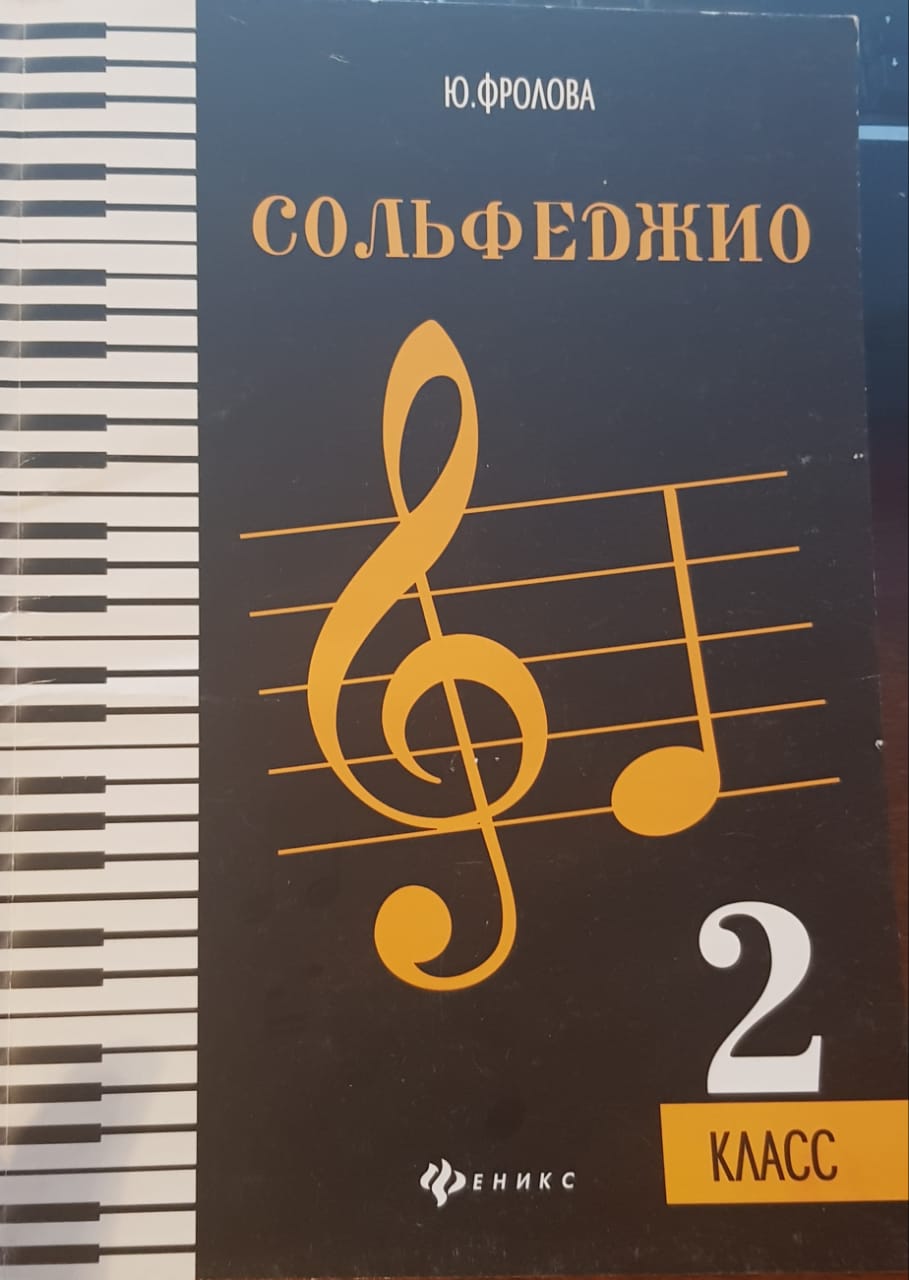 Ю.ФРОЛОВА
СОЛЬФЕДЖИО
2
КЛАСС
ФЕНИКС